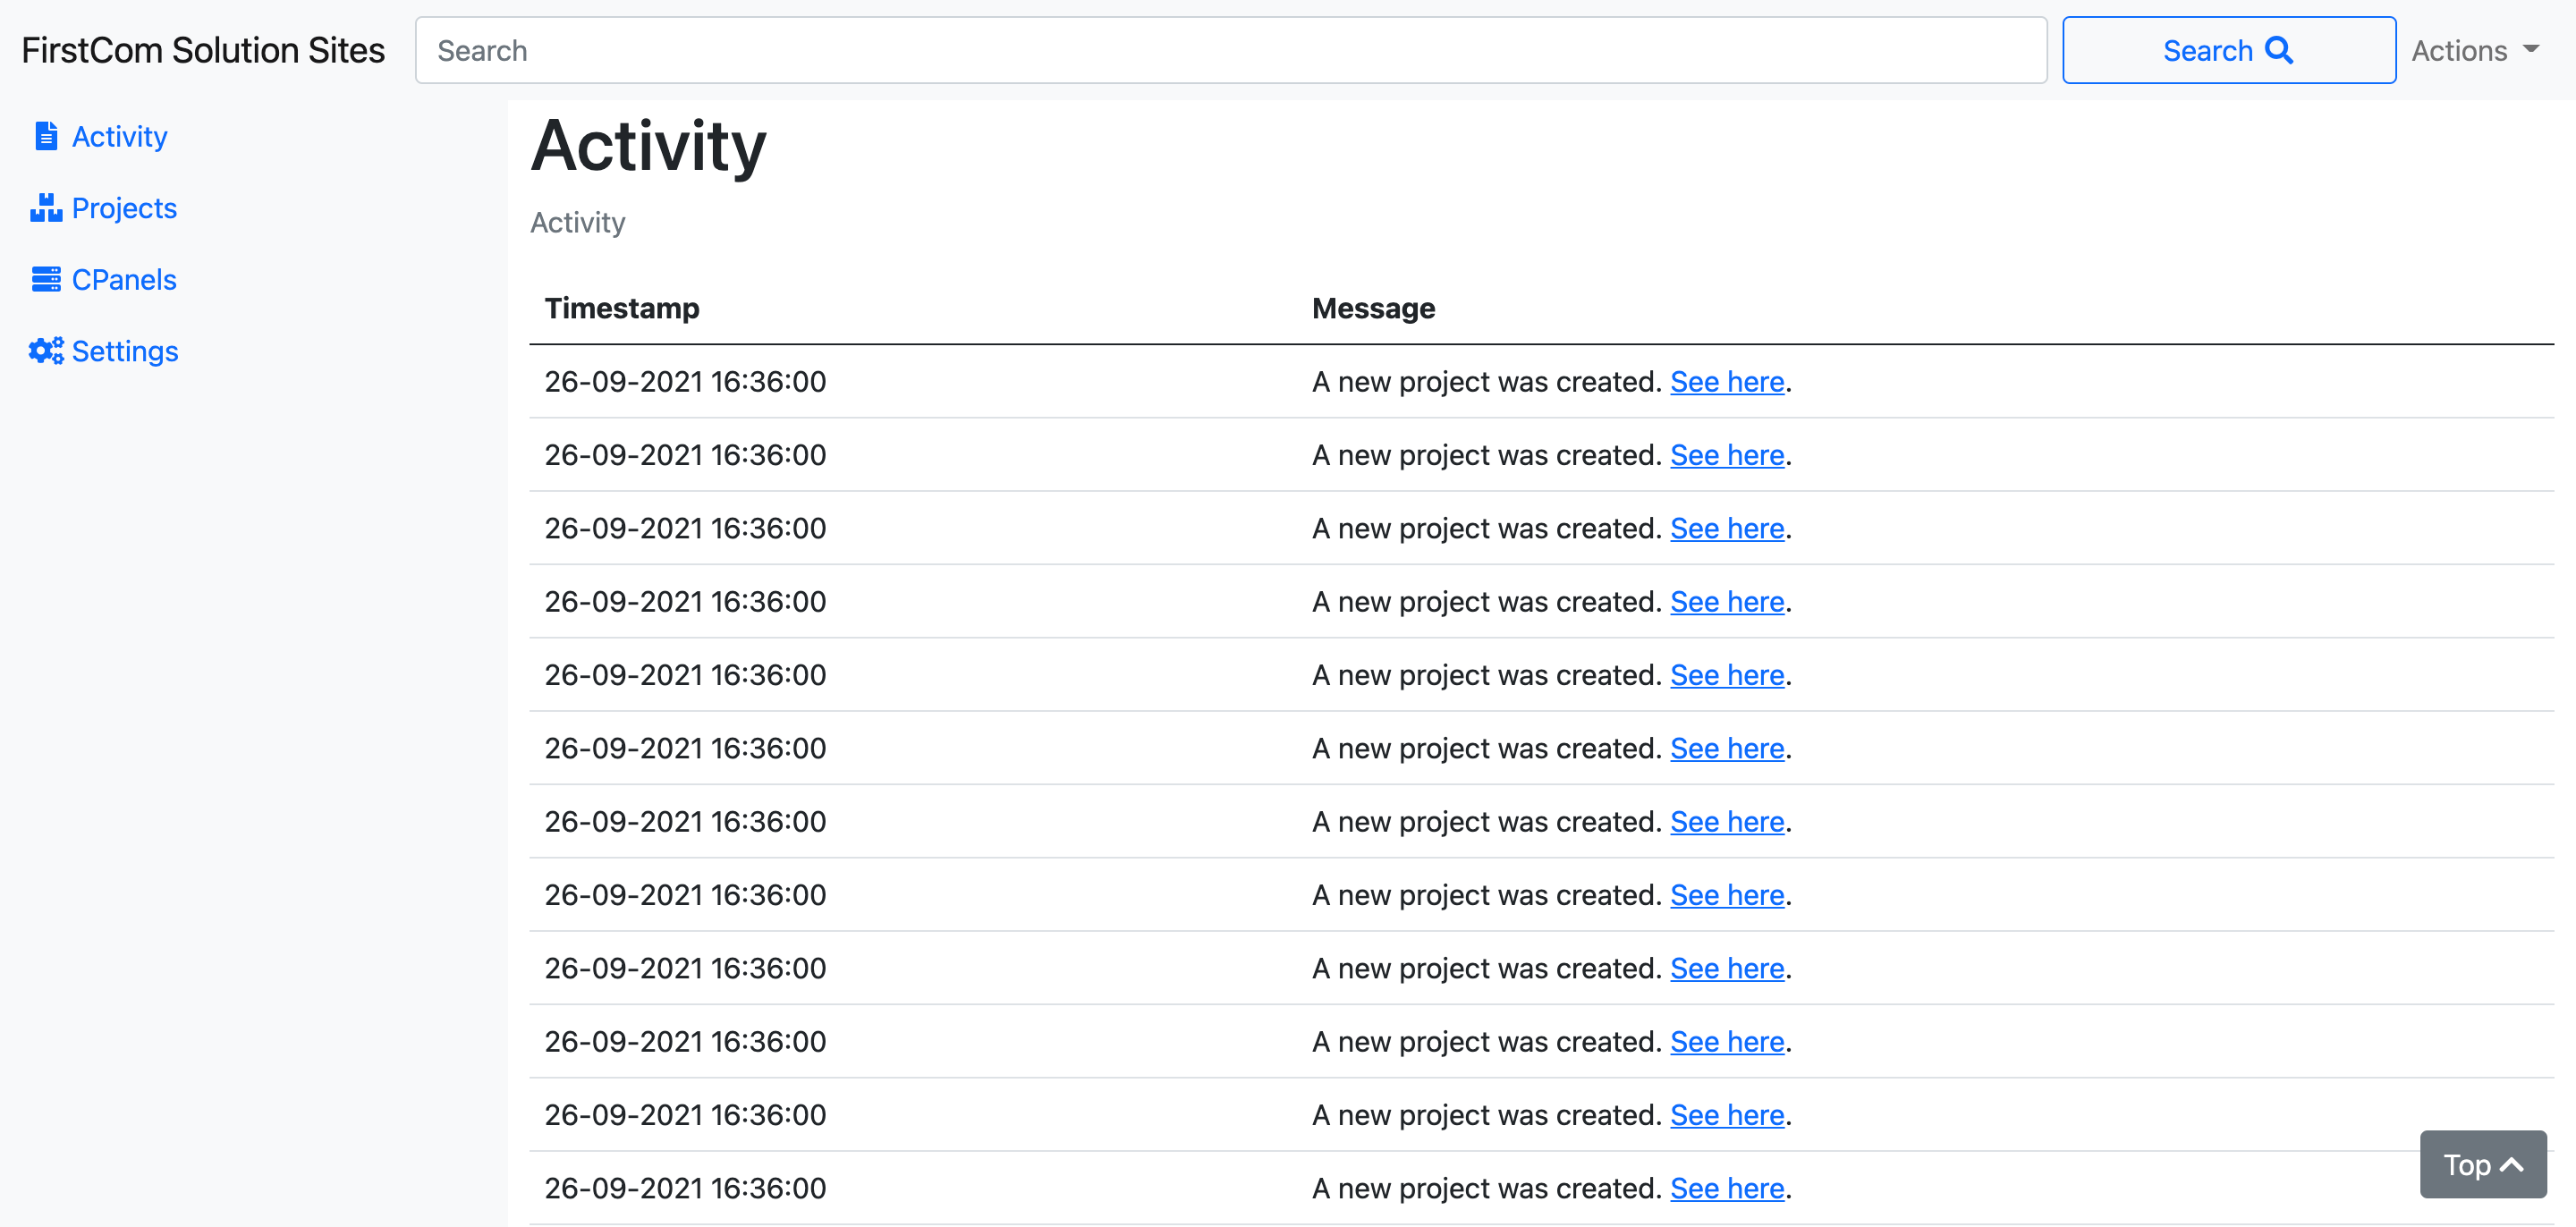 FirstCom Solution Sites Search Search Actions
Activity
Projects
CPanels
Settings
Activity
Activity
Timestamp Message
26-09-2021 16:36:00 A new project was created. See here.
26-09-2021 16:36:00 A new project was created. See here.
26-09-2021 16:36:00 A new project was created. See here.
26-09-2021 16:36:00 A new project was created. See here.
26-09-2021 16:36:00 A new project was created. See here.
26-09-2021 16:36:00 A new project was created. See here.
26-09-2021 16:36:00 A new project was created. See here.
26-09-2021 16:36:00 A new project was created. See here.
26-09-2021 16:36:00 A new project was created. See here.
26-09-2021 16:36:00 A new project was created. See here.
26-09-2021 16:36:00 A new project was created. See here.
26-09-2021 16:36:00 A new project was created. See here.
Top